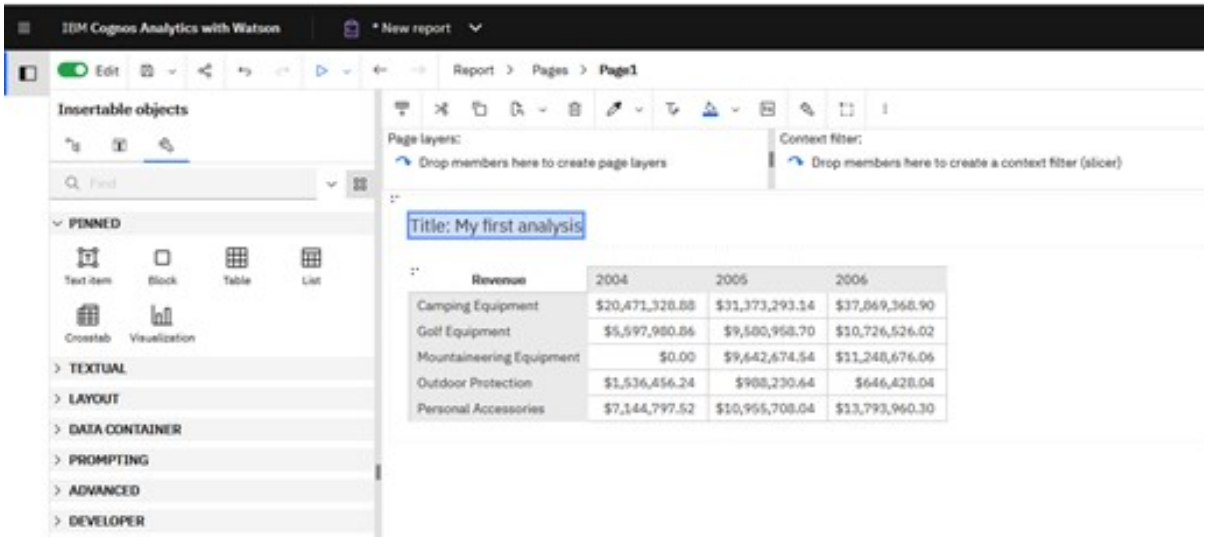 IBM Cognos Analytics with Watson * New report
Edit Report > Pages > Page1
Insertable objects
Find
PINNED
Text item Block Table List
Crosstab Visualization
> TEXTUAL
> LAYOUT
> DATA CONTAINER
> PROMPTING
> ADVANCED
> DEVELOPER
Page layers: Context filter:
Drop members here to create page layers Drop members here to create a context filter (slicer)
Title: My first analysis
Revenue 2004 2005 2006
Camping Equipment $20,471,328.88 $31,373,293.14 $37,869,368.90
Golf Equipment $5,597,980.86 $9,580,958.70 $10,726,526.02
Mountaineering Equipment $0.00 $9,642,674.54 $11,248,676.06
Outdoor Protection $1,536,456.24 $988,230.64 $646,428.04
Personal Accessories $7,144,797.52 $10,955,708.04 $13,793,960.30